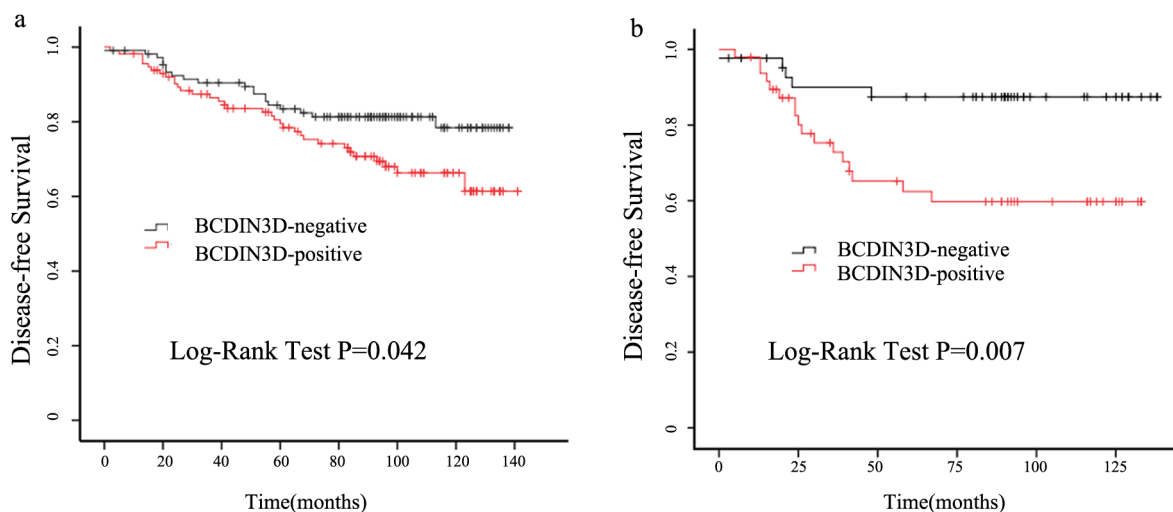 a
Disease-free Survival
1.0
0.8
0.6
0.4
0.2
0
BCDIN3D-negative
BCDIN3D-positive
Log-Rank Test P=0.042
0 20 40 60 80 100 120 140
Time(months)
b
Disease-free Survival
1.0
0.8
0.6
0.4
0.2
0
BCDIN3D-negative
BCDIN3D-positive
Log-Rank Test P=0.007
0 25 50 75 100 125
Time(months)